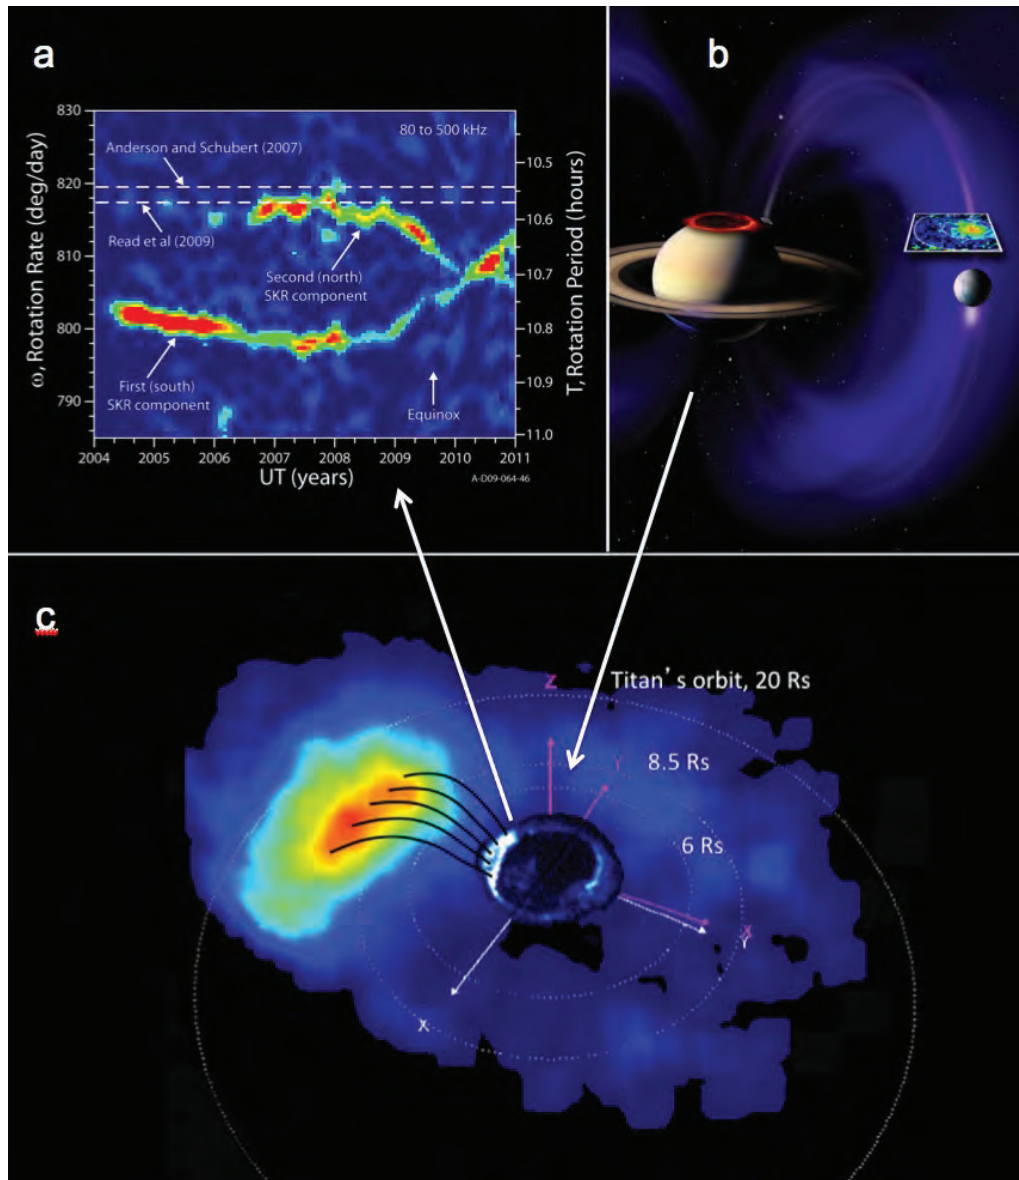 a
830
820
810
800
790
ω, Rotation Rate (deg/day)
80 to 500 kHz
Anderson and Schubert (2007)
Read et al (2009)
Second (north)
SKR component
First (south)
SKR component
Equinox
10.5
10.6
10.7
10.8
10.9
11.0
T, Rotation Period (hours)
2004 2005 2006 2007 2008 2009 2010 2011
UT (years)
A-D09-064-46
b
c
Titan's orbit, 20 Rs
Z
8.5 Rs
Y
6 Rs
X
Y
X